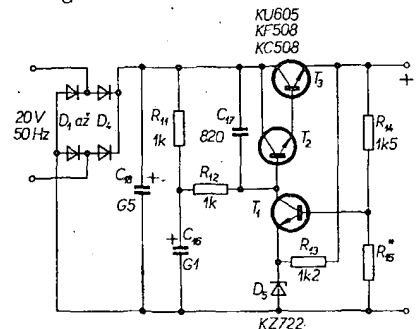 KU605
KF508
KC508
20V
50Hz
D₁ až D₄
R₁₁
1k
C₁₇
820
T₃
T₂
R₁₄
1k5
R₁₂
1k
C₁₈
G5
+
T₁
+
C₁₆
G1
R₁₃
1k2
R₁₅*
D₅
KZ722
+
-